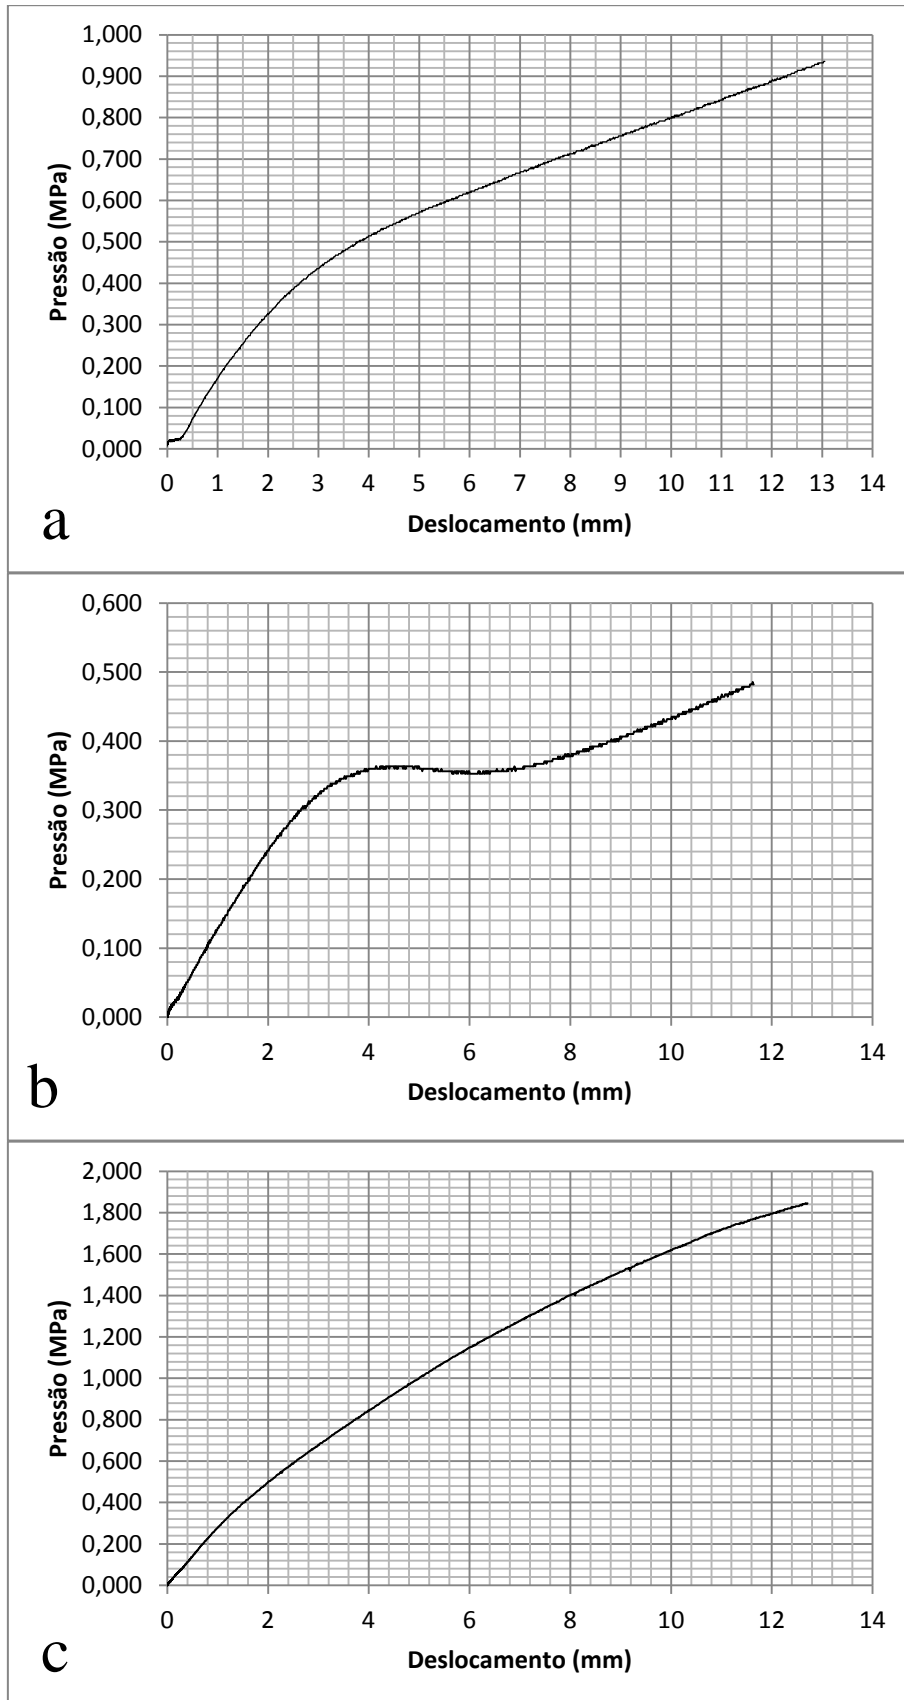 1,000
0,900
0,800
0,700
0,600
0,500
0,400
0,300
0,200
0,100
0,000
Pressão (MPa)
0 1 2 3 4 5 6 7 8 9 10 11 12 13 14
Deslocamento (mm)
a
0,600
0,500
0,400
0,300
0,200
0,100
0,000
Pressão (MPa)
0 2 4 6 8 10 12 14
Deslocamento (mm)
b
2,000
1,800
1,600
1,400
1,200
1,000
0,800
0,600
0,400
0,200
0,000
Pressão (MPa)
0 2 4 6 8 10 12 14
Deslocamento (mm)
c